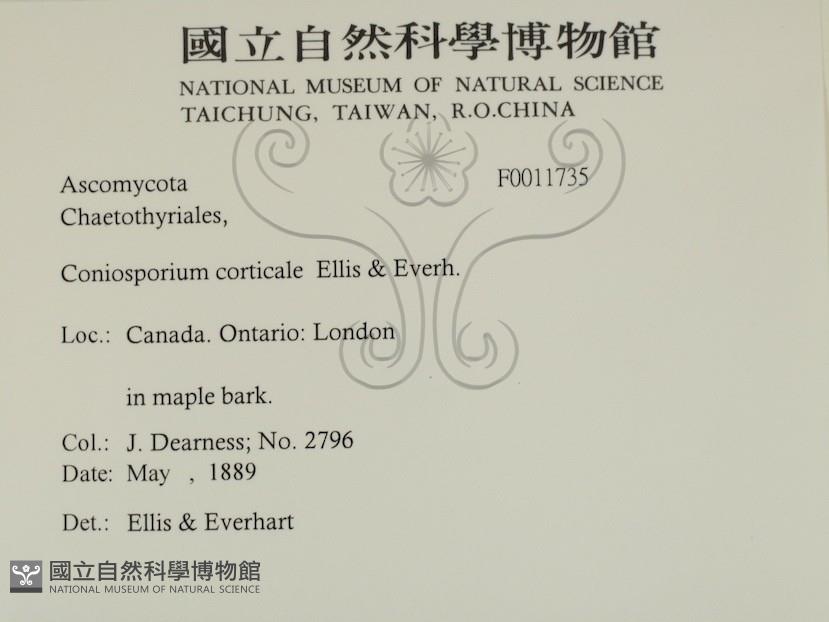 國立自然科學博物館
NATIONAL MUSEUM OF NATURAL SCIENCE
TAICHUNG, TAIWAN, R.O.CHINA
Ascomycota F0011735
Chaetothyriales,
Coniosporium corticale Ellis & Everh.
Loc.: Canada. Ontario: London
in maple bark.
Col.: J. Dearness; No. 2796
Date: May , 1889
Det.: Ellis & Everhart
國立自然科學博物館
NATIONAL MUSEUM OF NATURAL SCIENCE